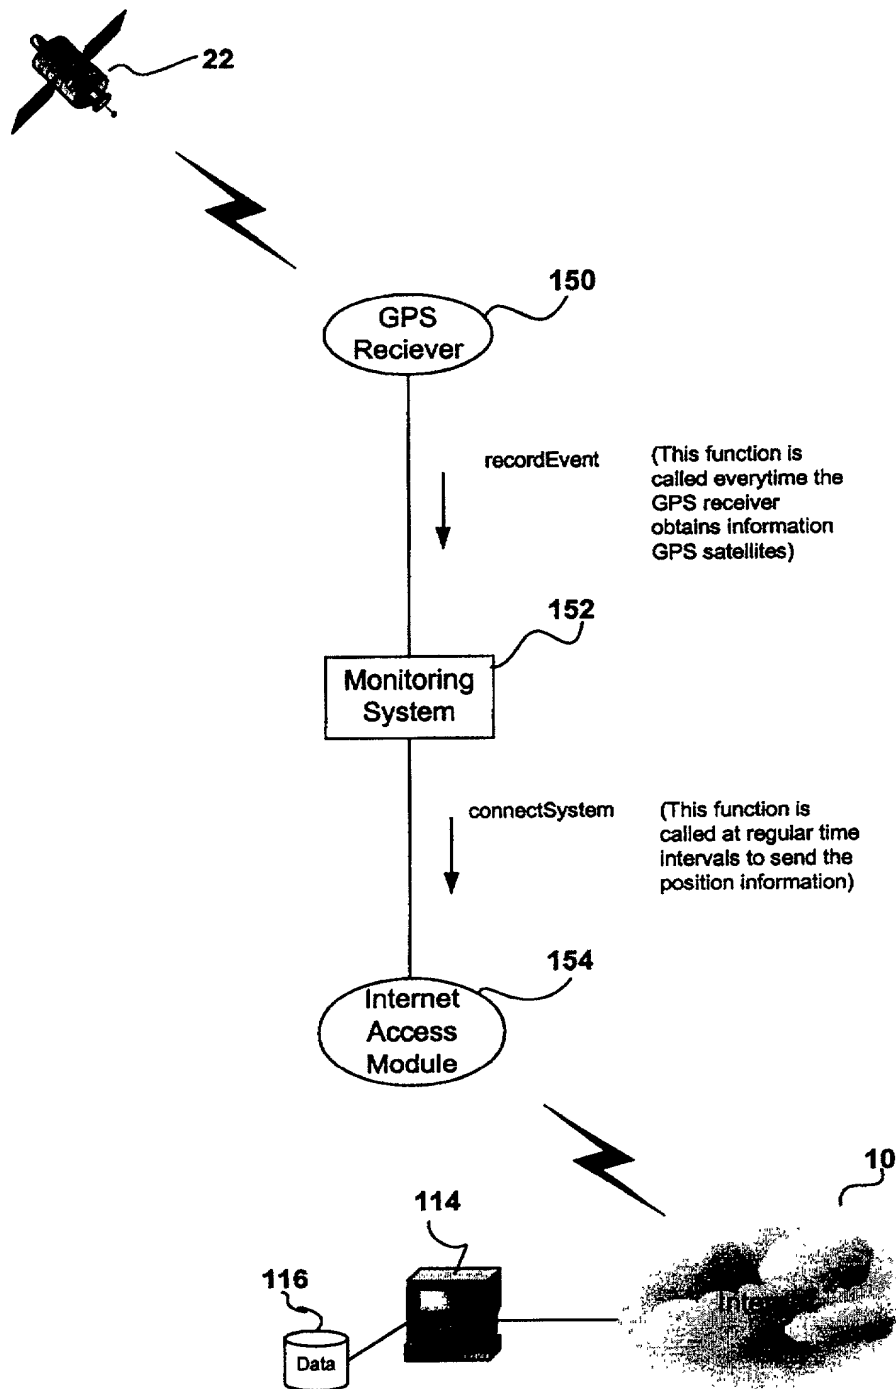 22
150
GPS
Reciever
recordEvent
(This function is
called everytime the
GPS receiver
obtains information
GPS satellites)
152
Monitoring
System
connectSystem
(This function is
called at regular time
intervals to send the
position information)
154
Internet
Access
Module
10
114
116
Internet
Data